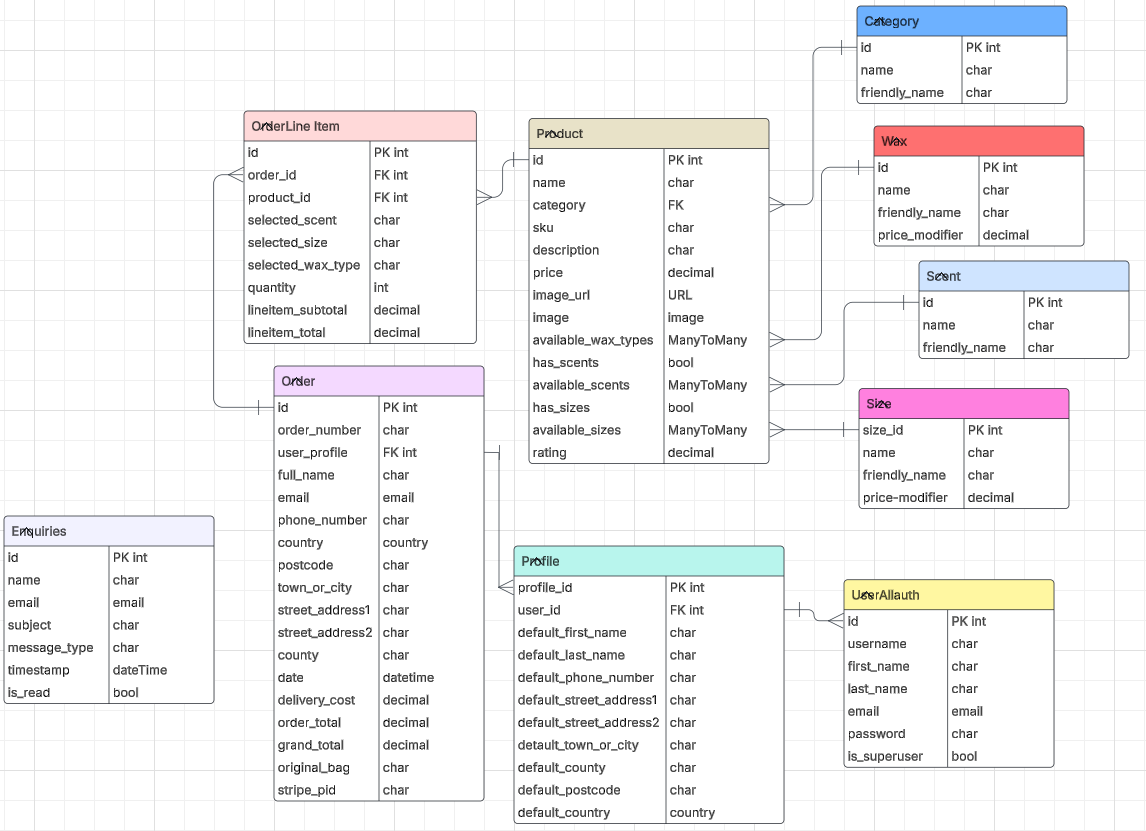 Category
id PK int
name char
friendly_name char
OrderLine Item
id PK int
order_id FK int
product_id FK int
selected_scent char
selected_size char
selected_wax_type char
quantity int
lineitem_subtotal decimal
lineitem_total decimal
Product
id PK int
name char
category FK
sku char
description char
price decimal
image_url URL
image image
available_wax_types ManyToMany
has_scents bool
available_scents ManyToMany
has_sizes bool
available_sizes ManyToMany
rating decimal
Wax
id PK int
name char
friendly_name char
price_modifier decimal
Scent
id PK int
name char
friendly_name char
Order
id PK int
order_number char
user_profile FK int
full_name char
email email
phone_number char
country country
postcode char
town_or_city char
street_address1 char
street_address2 char
county char
date datetime
delivery_cost decimal
order_total decimal
grand_total decimal
original_bag char
stripe_pid char
Size
size_id PK int
name char
friendly_name char
price-modifier decimal
Enquiries
id PK int
name char
email email
subject char
message_type char
timestamp dateTime
is_read bool
Profile
profile_id PK int
user_id FK int
default_first_name char
default_last_name char
default_phone_number char
default_street_address1 char
default_street_address2 char
detault_town_or_city char
default_county char
default_postcode char
default_country country
UserAllauth
id PK int
username char
first_name char
last_name char
email email
password char
is_superuser bool